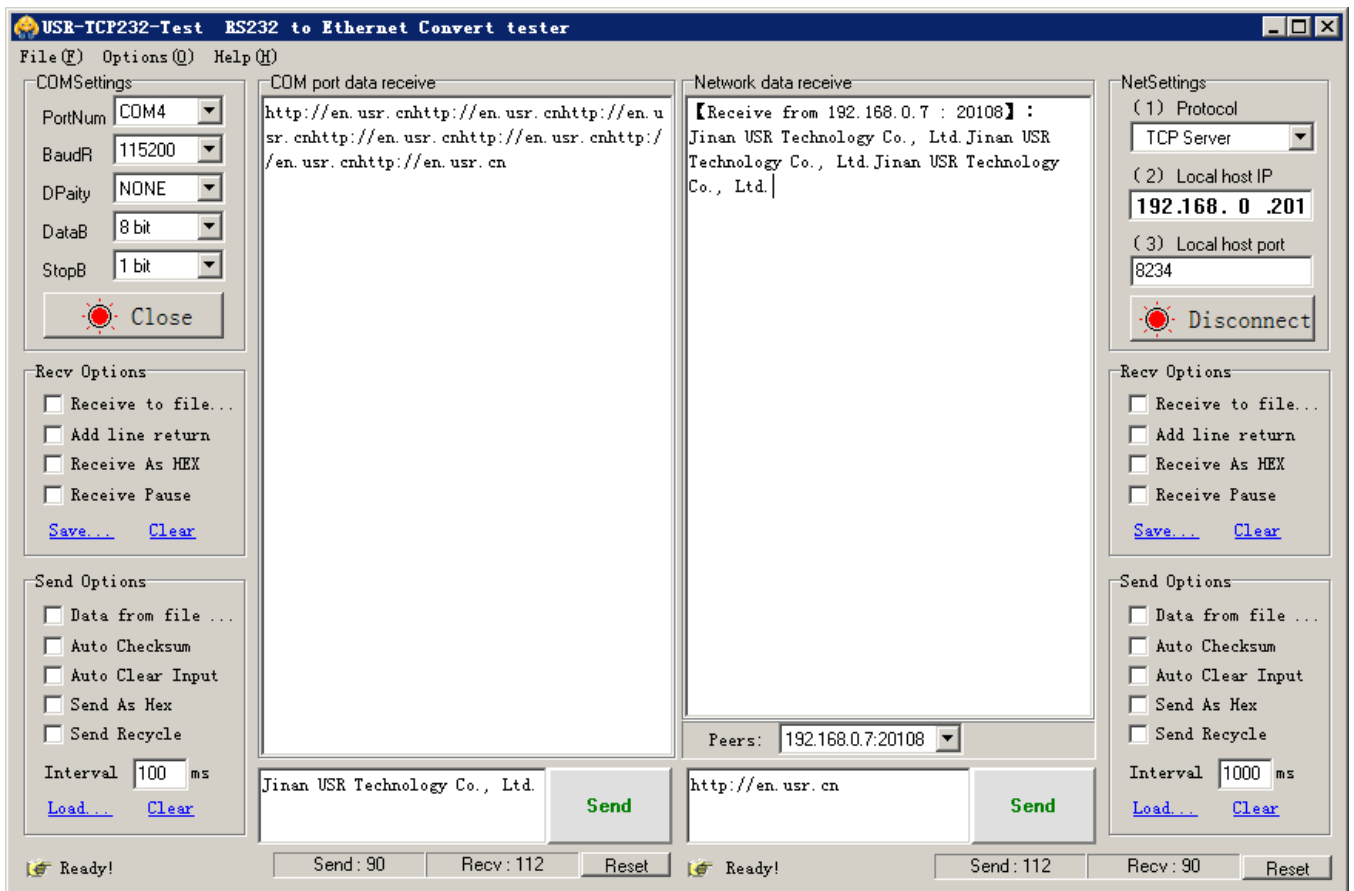 USR-TCP232-Test RS232 to Ethernet Convert tester
File(F) Options(O) Help(H)
COMSettings
PortNum COM4
BaudR 115200
DPaity NONE
DataB 8 bit
StopB 1 bit
Close
Recv Options
Receive to file...
Add line return
Receive As HEX
Receive Pause
Save... Clear
Send Options
Data from file ...
Auto Checksum
Auto Clear Input
Send As Hex
Send Recycle
Interval 100 ms
Load... Clear
Ready!
COM port data receive
http://en.usr.cnhttp://en.usr.cnhttp://en.u
sr.cnhttp://en.usr.cnhttp://en.usr.cnhttp:/
/en.usr.cnhttp://en.usr.cn
Jinan USR Technology Co., Ltd.
Send
Send : 90 Recv : 112 Reset
Network data receive
【Receive from 192.168.0.7 : 20108】：
Jinan USR Technology Co., Ltd.Jinan USR
Technology Co., Ltd.Jinan USR Technology
Co., Ltd.
Peers: 192.168.0.7:20108
http://en.usr.cn
Send
Ready!
Send : 112 Recv : 90 Reset
NetSettings
(1) Protocol
TCP Server
(2) Local host IP
192.168. 0 .201
(3) Local host port
8234
Disconnect
Recv Options
Receive to file...
Add line return
Receive As HEX
Receive Pause
Save... Clear
Send Options
Data from file ...
Auto Checksum
Auto Clear Input
Send As Hex
Send Recycle
Interval 1000 ms
Load... Clear